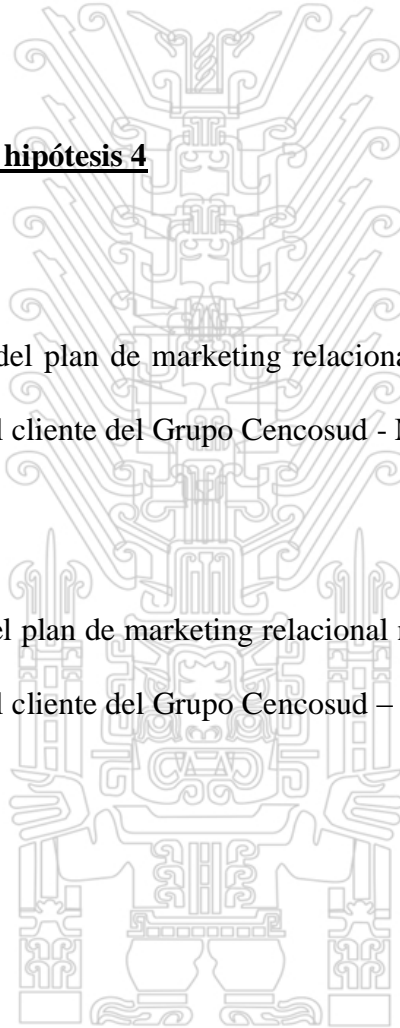 hipótesis 4
del plan de marketing relaciona
l cliente del Grupo Cencosud -
el plan de marketing relacional
l cliente del Grupo Cencosud –